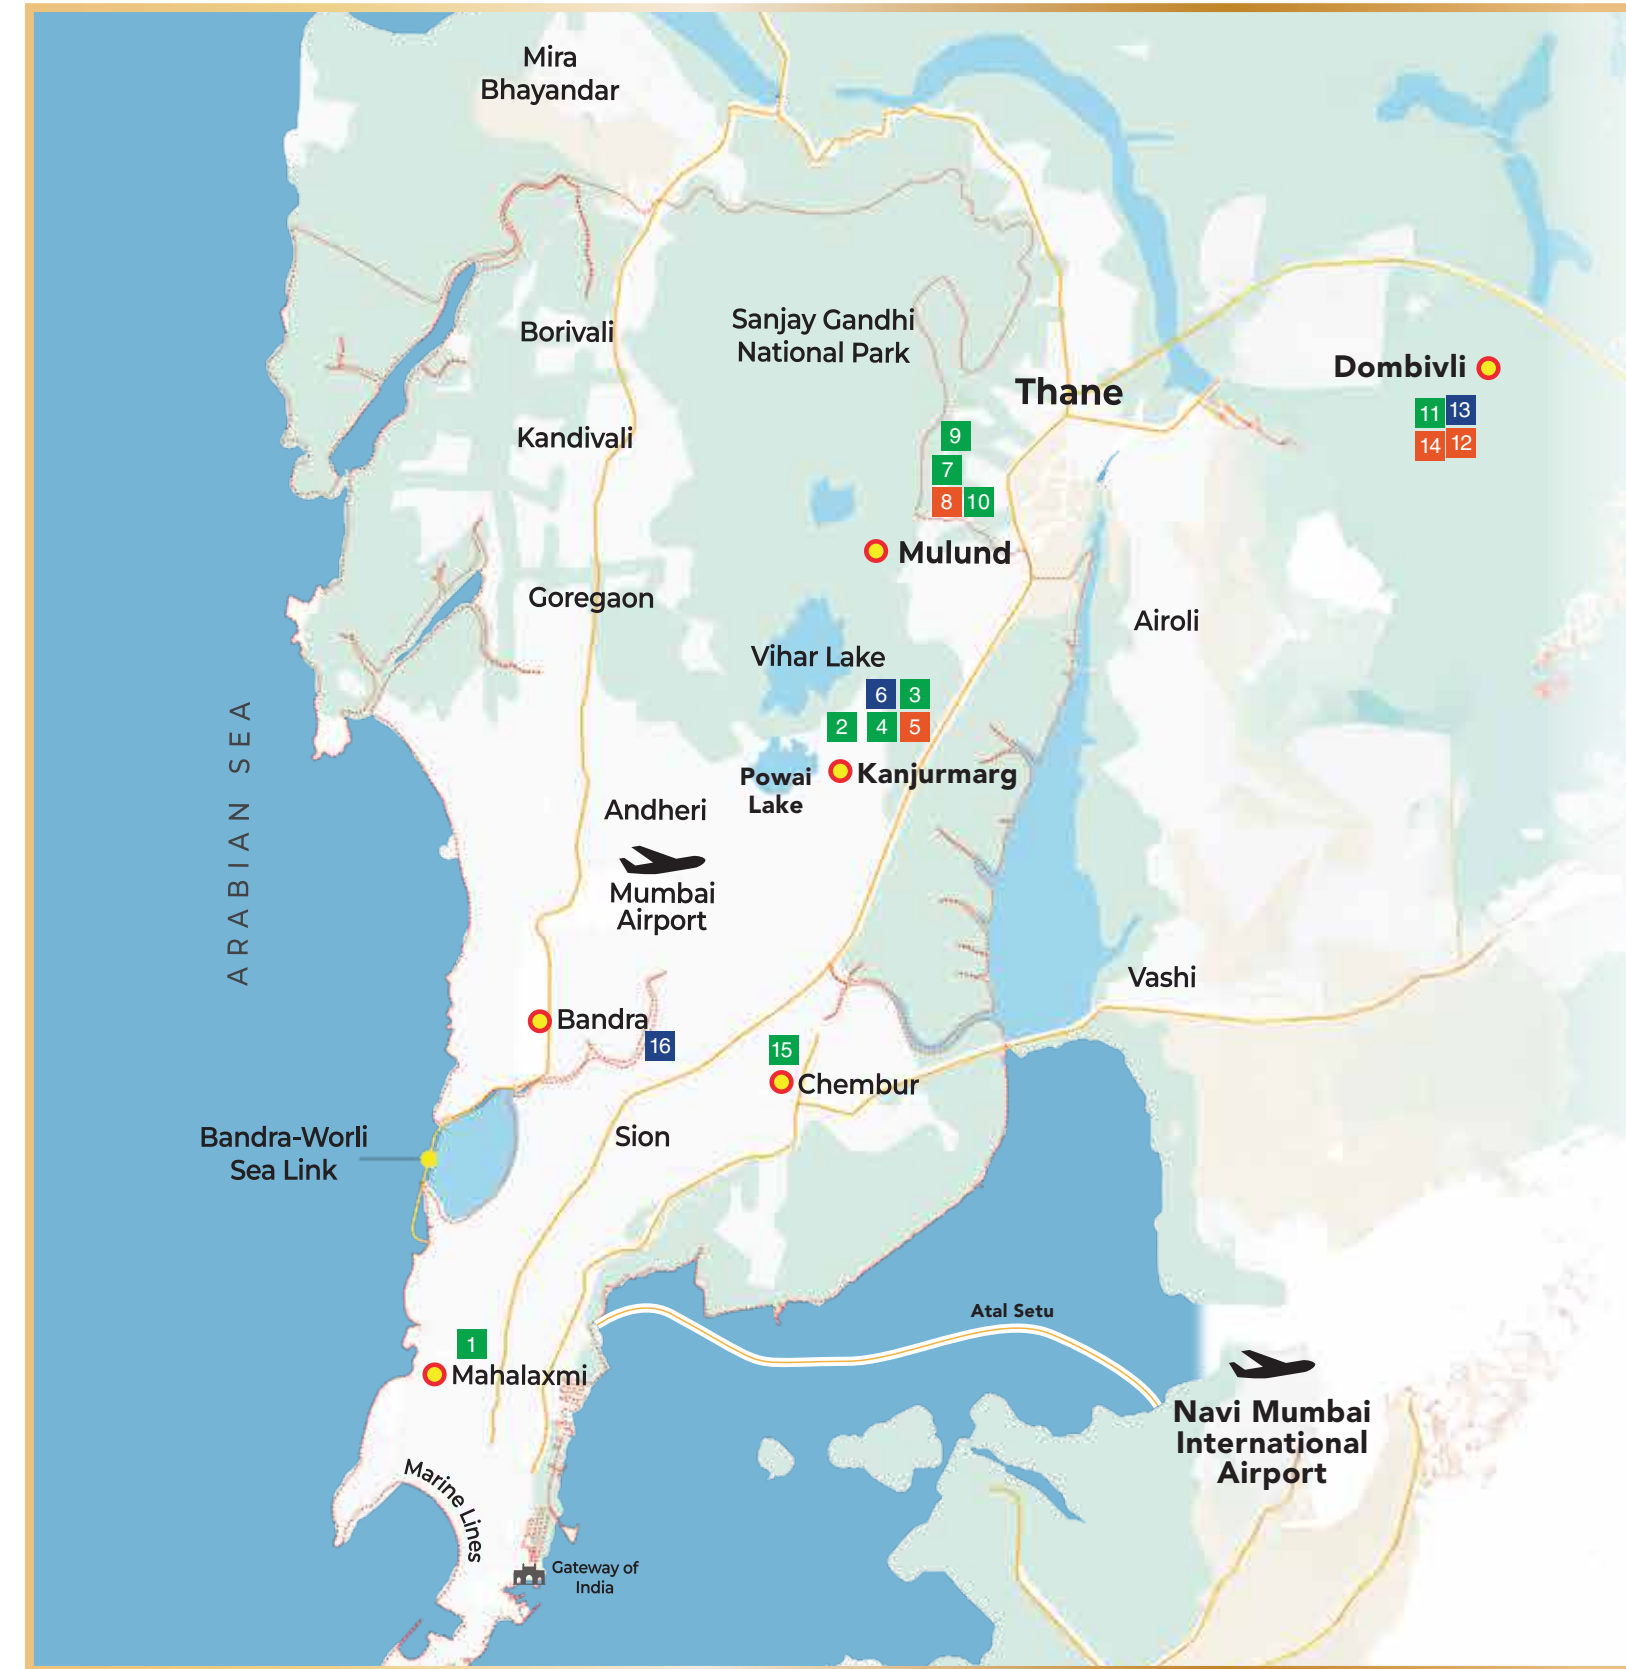 Mira
Bhayandar
Borivali
Sanjay Gandhi
National Park
Thane
Dombivli
11 13
14 12
Kandivali
9
7
8 10
Mulund
Goregaon
Airoli
Vihar Lake
6 3
2 4 5
Powai
Lake
Kanjurmarg
ARABIAN SEA
Andheri
Mumbai
Airport
Vashi
Bandra
16
15
Chembur
Bandra-Worli
Sea Link
Sion
Atal Setu
1
Mahalaxmi
Navi Mumbai
International
Airport
Marine Lines
Gateway of
India